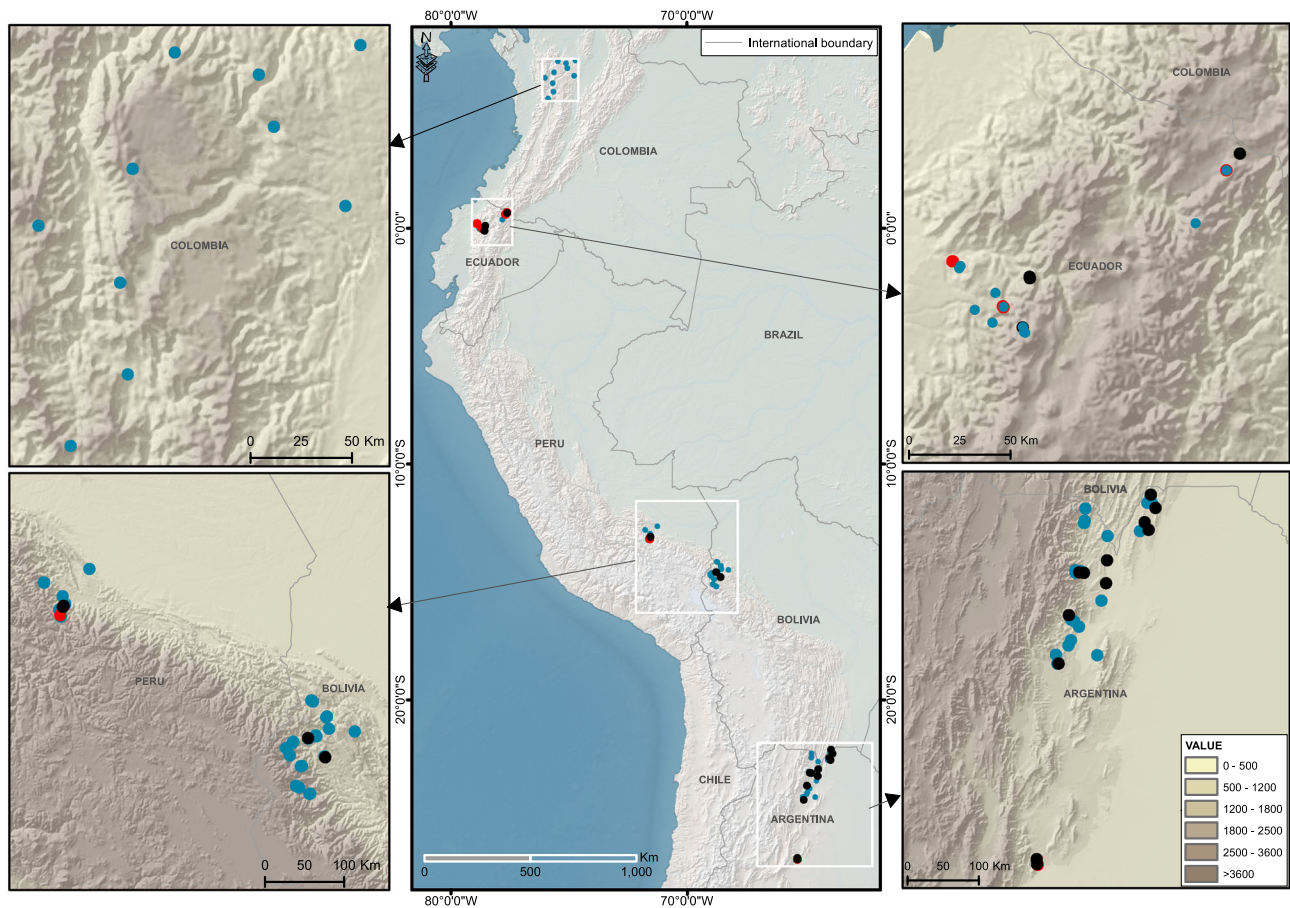 80°0'0"W
70°0'0"W
N
International boundary
COLOMBIA
ECUADOR
BRAZIL
PERU
BOLIVIA
CHILE
ARGENTINA
0°0'0"
10°0'0"S
20°0'0"S
0°0'0"
10°0'0"S
20°0'0"S
Km
0 500 1,000
80°0'0"W
70°0'0"W
COLOMBIA
0 25 50 Km
COLOMBIA
ECUADOR
0 25 50 Km
PERU
BOLIVIA
0 50 100 Km
BOLIVIA
ARGENTINA
0 50 100 Km
VALUE
0 - 500
500 - 1200
1200 - 1800
1800 - 2500
2500 - 3600
>3600